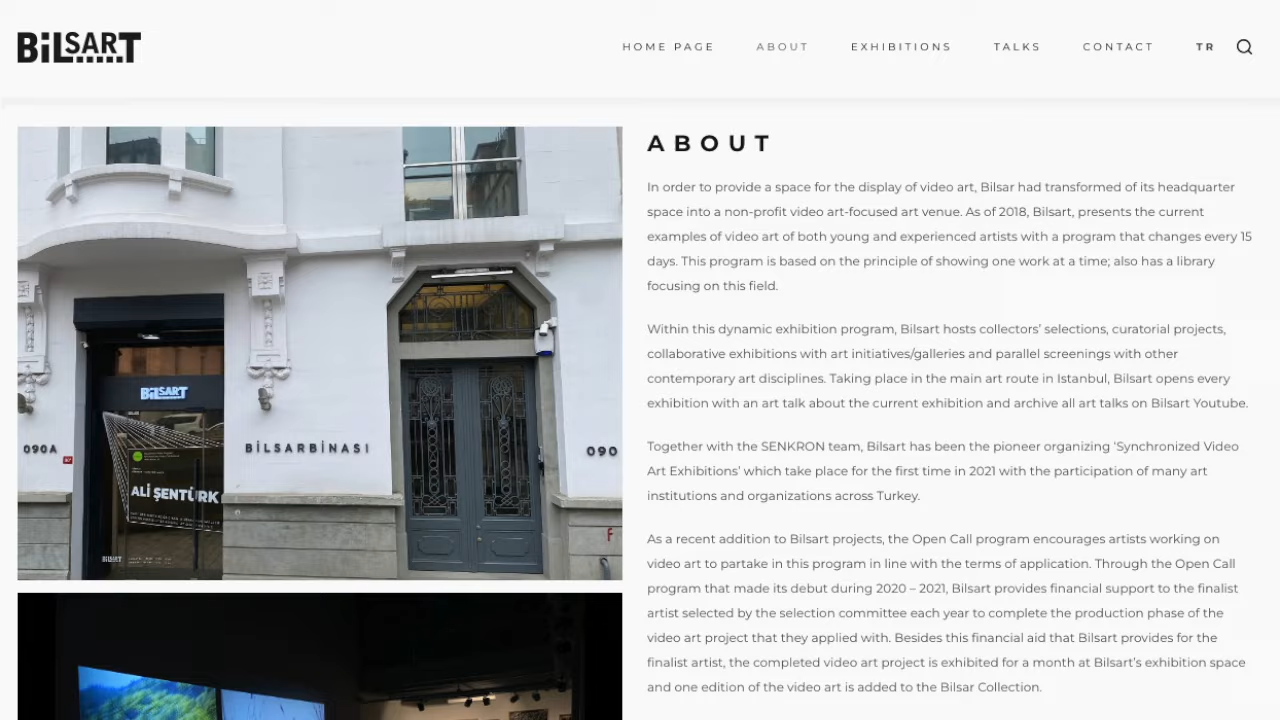 BiLSART
HOME PAGE
ABOUT
EXHIBITIONS
TALKS
CONTACT
TR
ABOUT
In order to provide a space for the display of video art, Bilsar had transformed of its headquarter
space into a non-profit video art-focused art venue. As of 2018, Bilsart, presents the current
examples of video art of both young and experienced artists with a program that changes every 15
days. This program is based on the principle of showing one work at a time; also has a library
focusing on this field.
Within this dynamic exhibition program, Bilsart hosts collectors’ selections, curatorial projects,
collaborative exhibitions with art initiatives/galleries and parallel screenings with other
contemporary art disciplines. Taking place in the main art route in Istanbul, Bilsart opens every
exhibition with an art talk about the current exhibition and archive all art talks on Bilsart Youtube.
Together with the SENKRON team, Bilsart has been the pioneer organizing ‘Synchronized Video
Art Exhibitions’ which take place for the first time in 2021 with the participation of many art
institutions and organizations across Turkey.
As a recent addition to Bilsart projects, the Open Call program encourages artists working on
video art to partake in this program in line with the terms of application. Through the Open Call
program that made its debut during 2020 – 2021, Bilsart provides financial support to the finalist
artist selected by the selection committee each year to complete the production phase of the
video art project that they applied with. Besides this financial aid that Bilsart provides for the
finalist artist, the completed video art project is exhibited for a month at Bilsart’s exhibition space
and one edition of the video art is added to the Bilsar Collection.
BiLSART
090A
BİLSARBİNASI
090
ALİ ŞENTÜRK
BiLSART
F